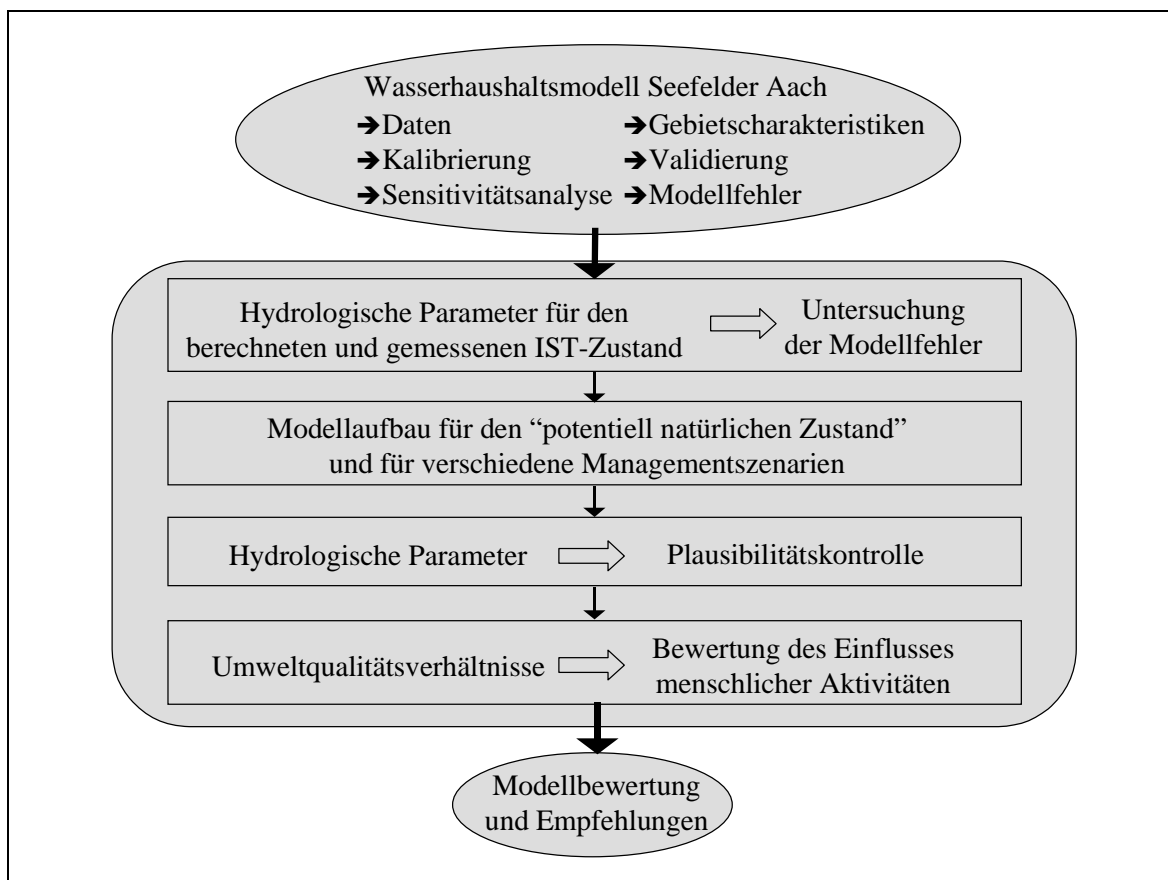 Wasserhaushaltsmodell Seefelder Aach
➔Daten ➔Gebietscharakteristiken
➔Kalibrierung ➔Validierung
➔Sensitivitätsanalyse ➔Modellfehler
Hydrologische Parameter für den
berechneten und gemessenen IST-Zustand
Untersuchung
der Modellfehler
Modellaufbau für den “potentiell natürlichen Zustand”
und für verschiedene Managementszenarien
Hydrologische Parameter
Plausibilitätskontrolle
Umweltqualitätsverhältnisse
Bewertung des Einflusses
menschlicher Aktivitäten
Modellbewertung
und Empfehlungen